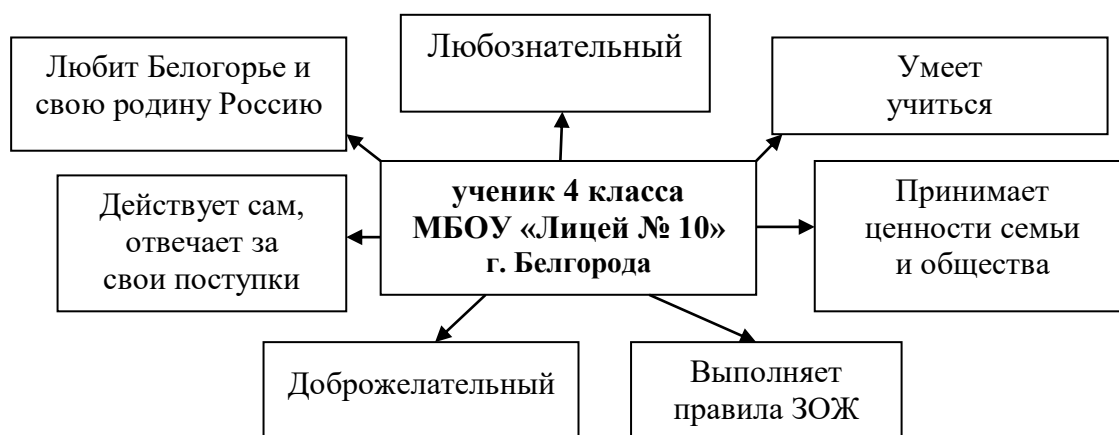 Любознательный
Любит Белогорье и
свою родину Россию
Умеет
учиться
ученик 4 класса
МБОУ «Лицей № 10»
г. Белгорода
Действует сам,
отвечает за
свои поступки
Принимает
ценности семьи
и общества
Доброжелательный
Выполняет
правила ЗОЖ